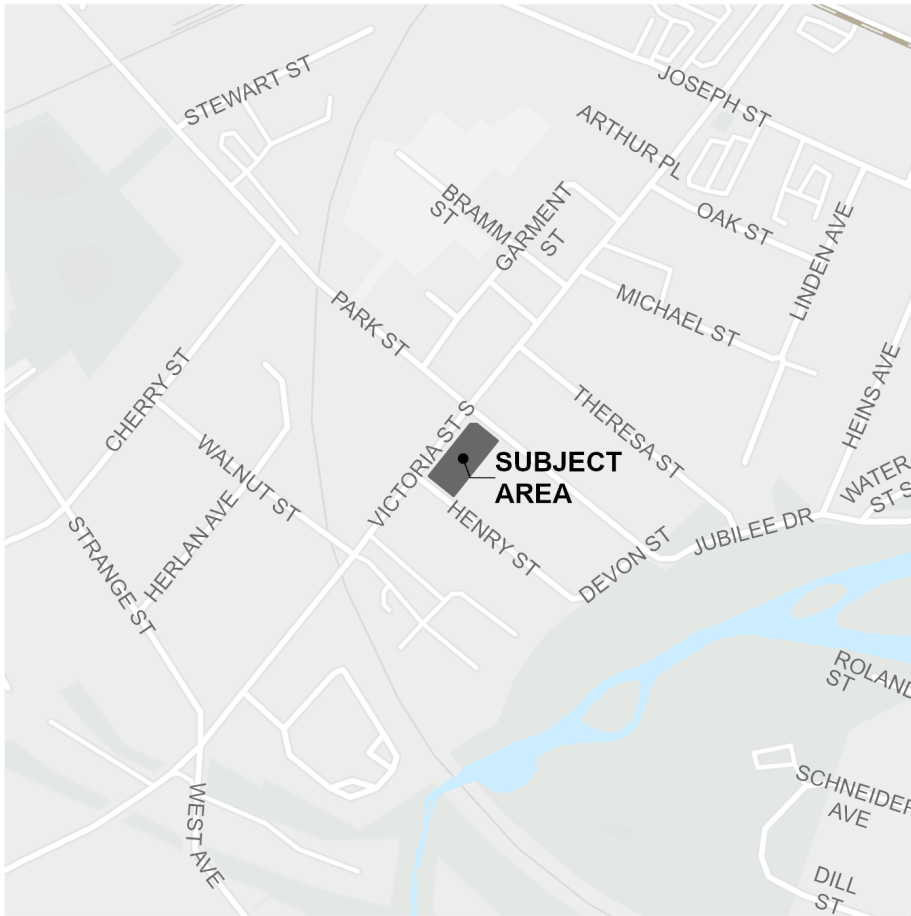 STEWART ST
JOSEPH ST
ARTHUR PL
BRAMM
ST
GARMENT
ST
OAK ST
LINDEN AVE
MICHAEL ST
PARK ST
HEINS AVE
CHERRY ST
THERESA ST
VICTORIA ST S
SUBJECT
AREA
WALNUT ST
WATER
ST S
HERLAN AVE
HENRY ST
STRANGE ST
DEVON ST
JUBILEE DR
ROLAND
ST
SCHNEIDER
AVE
WEST AVE
DILL
ST